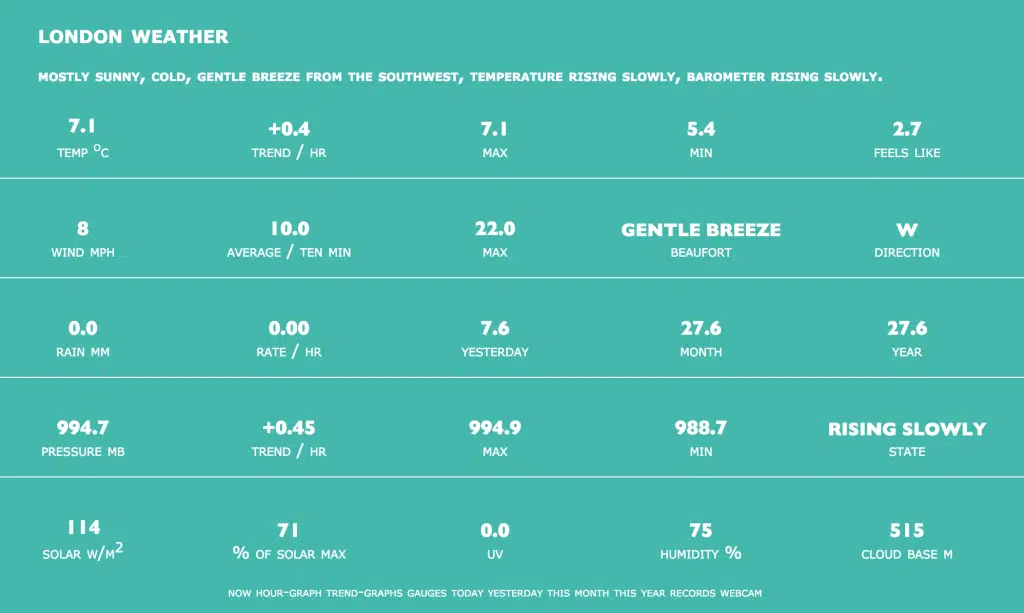 LONDON WEATHER
MOSTLY SUNNY, COLD, GENTLE BREEZE FROM THE SOUTHWEST, TEMPERATURE RISING SLOWLY, BAROMETER RISING SLOWLY.
7.1 +0.4 7.1 5.4 2.7
TEMP °C TREND / HR MAX MIN FEELS LIKE
8 10.0 22.0 GENTLE BREEZE W
WIND MPH AVERAGE / TEN MIN MAX BEAUFORT DIRECTION
0.0 0.00 7.6 27.6 27.6
RAIN MM RATE / HR YESTERDAY MONTH YEAR
994.7 +0.45 994.9 988.7 RISING SLOWLY
PRESSURE MB TREND / HR MAX MIN STATE
114 71 0.0 75 515
SOLAR W/M² % OF SOLAR MAX UV HUMIDITY % CLOUD BASE M
NOW HOUR-GRAPH TREND-GRAPHS GAUGES TODAY YESTERDAY THIS MONTH THIS YEAR RECORDS WEBCAM